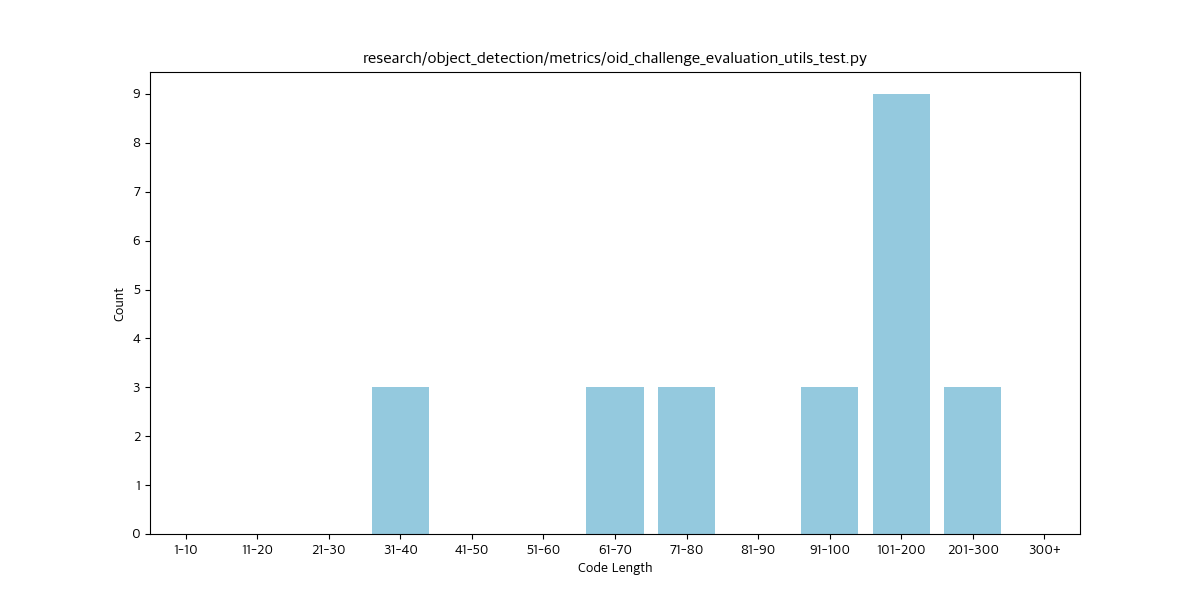 research/object_detection/metrics/oid_challenge_evaluation_utils_test.py
9
8
7
6
5
4
3
2
1
0
Count
1-10 11-20 21-30 31-40 41-50 51-60 61-70 71-80 81-90 91-100 101-200 201-300 300+
Code Length